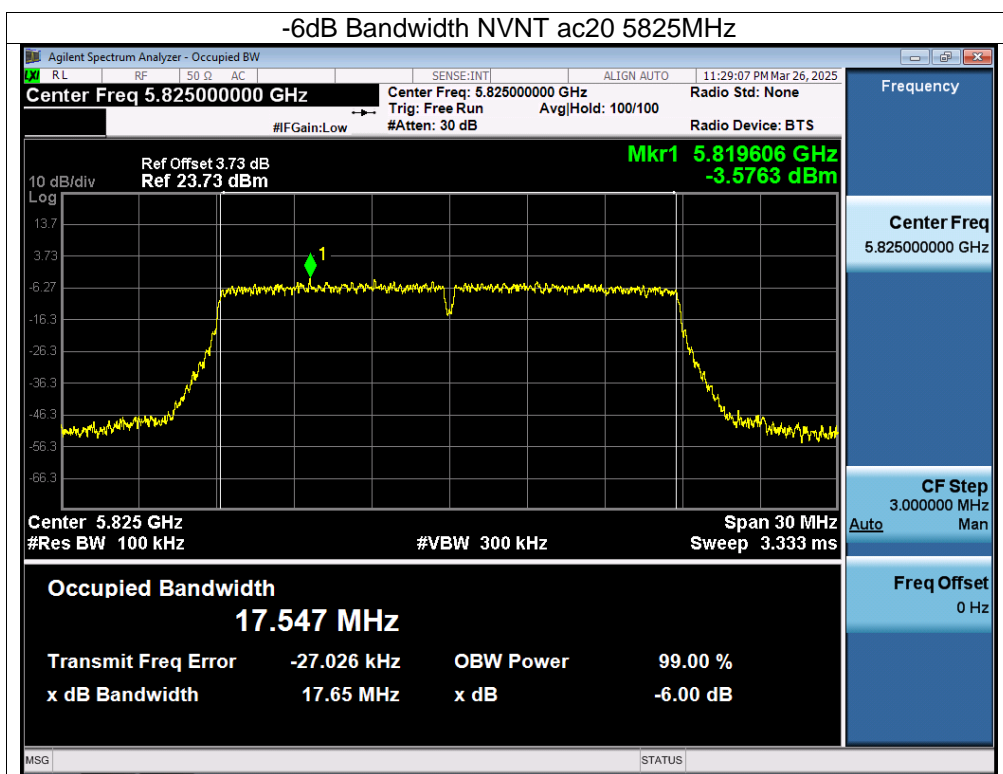 -6dB Bandwidth NVNT ac20 5825MHz
Agilent Spectrum Analyzer - Occupied BW
LXI RL RF 50 Ω AC SENSE:INT ALIGN AUTO 11:29:07 PM Mar 26, 2025
Center Freq 5.825000000 GHz
Center Freq: 5.825000000 GHz
Radio Std: None
Trig: Free Run Avg|Hold: 100/100
#IFGain:Low #Atten: 30 dB Radio Device: BTS
Mkr1 5.819606 GHz
-3.5763 dBm
Ref Offset 3.73 dB
10 dB/div Ref 23.73 dBm
Log
13.7
3.73
-6.27
-16.3
-26.3
-36.3
-46.3
-56.3
-66.3
1
Center 5.825 GHz Span 30 MHz
#Res BW 100 kHz #VBW 300 kHz Sweep 3.333 ms
Occupied Bandwidth
17.547 MHz
Transmit Freq Error -27.026 kHz OBW Power 99.00 %
x dB Bandwidth 17.65 MHz x dB -6.00 dB
Frequency
Center Freq
5.825000000 GHz
CF Step
3.000000 MHz
Auto Man
Freq Offset
0 Hz
MSG STATUS